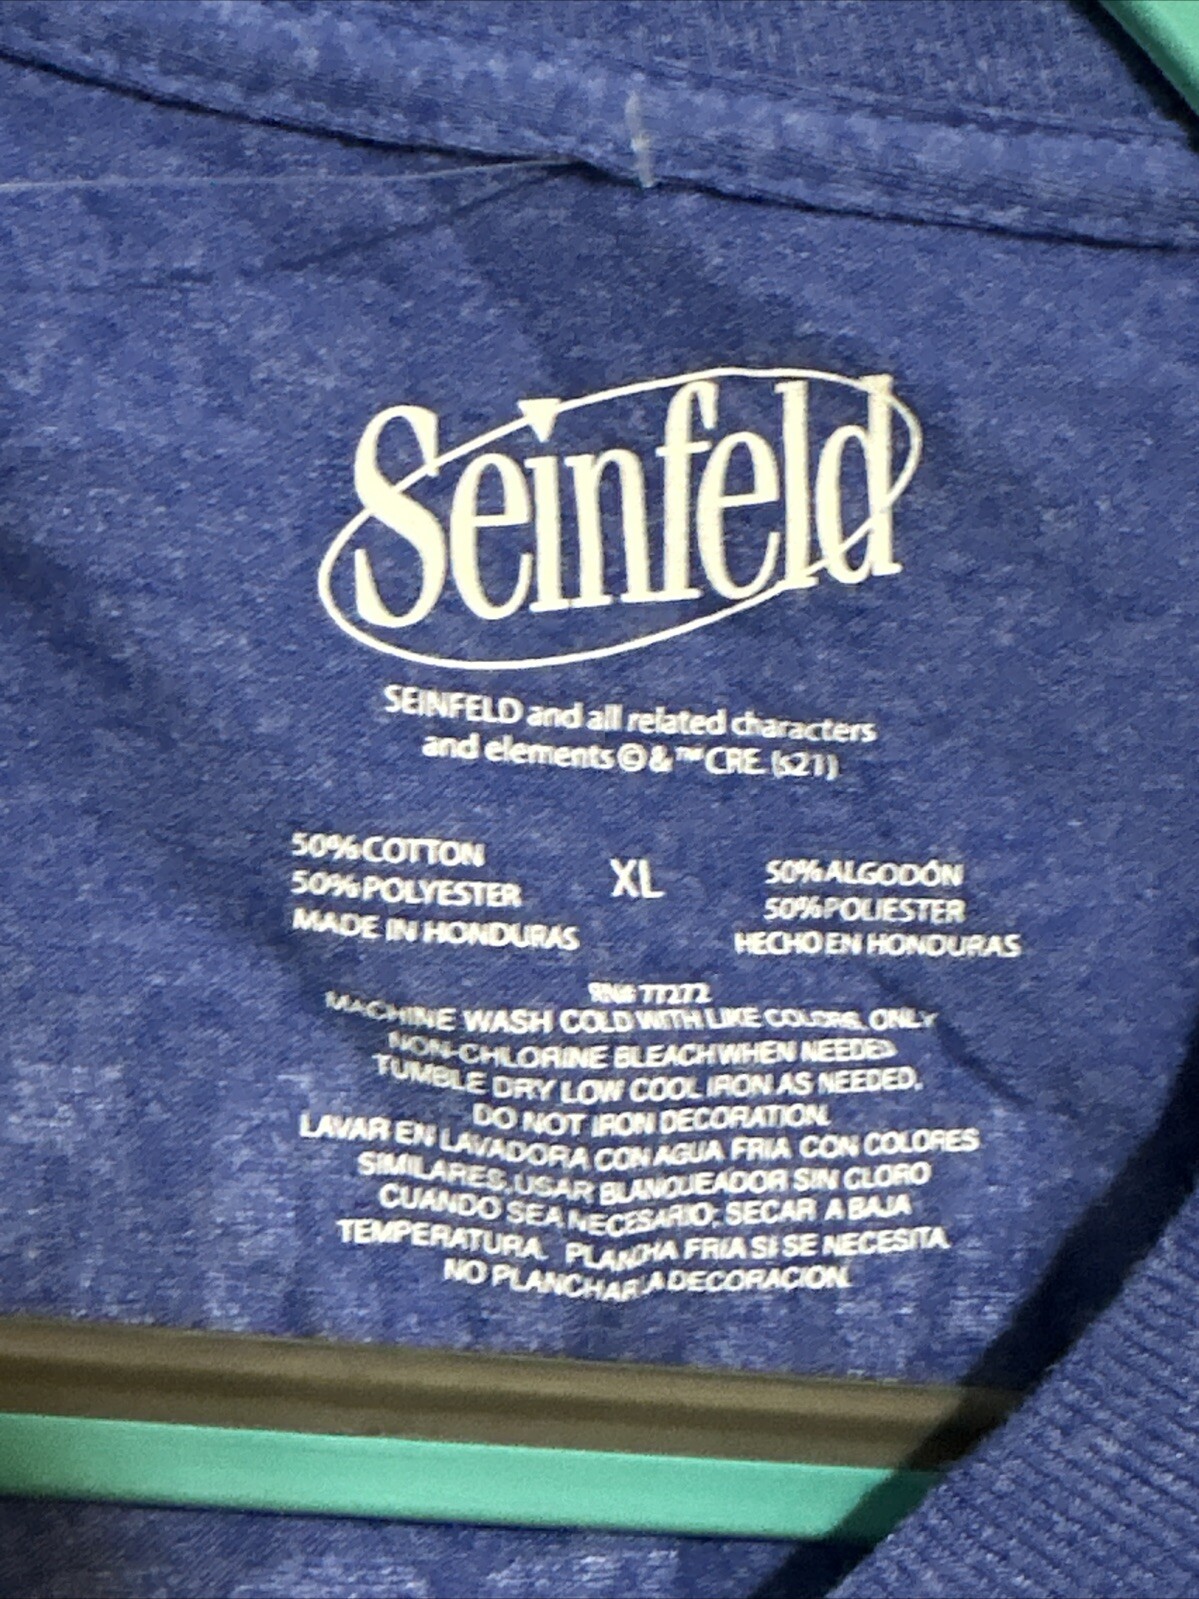 Seinfeld
SEINFELD and all related characters
and elements © & ™ CRE. (s21)
50% COTTON
50% POLYESTER
MADE IN HONDURAS
XL
50% ALGODÓN
50% POLIESTER
HECHO EN HONDURAS
RN# 77272
MACHINE WASH COLD WITH LIKE COLORS, ONLY
NON-CHLORINE BLEACH WHEN NEEDED
TUMBLE DRY LOW COOL IRON AS NEEDED.
DO NOT IRON DECORATION.
LAVAR EN LAVADORA CON AGUA FRIA CON COLORES
SIMILARES. USAR BLANQUEADOR SIN CLORO
CUANDO SEA NECESARIO; SECAR A BAJA
TEMPERATURA. PLANCHA FRIA SI SE NECESITA.
NO PLANCHAR A DECORACION.